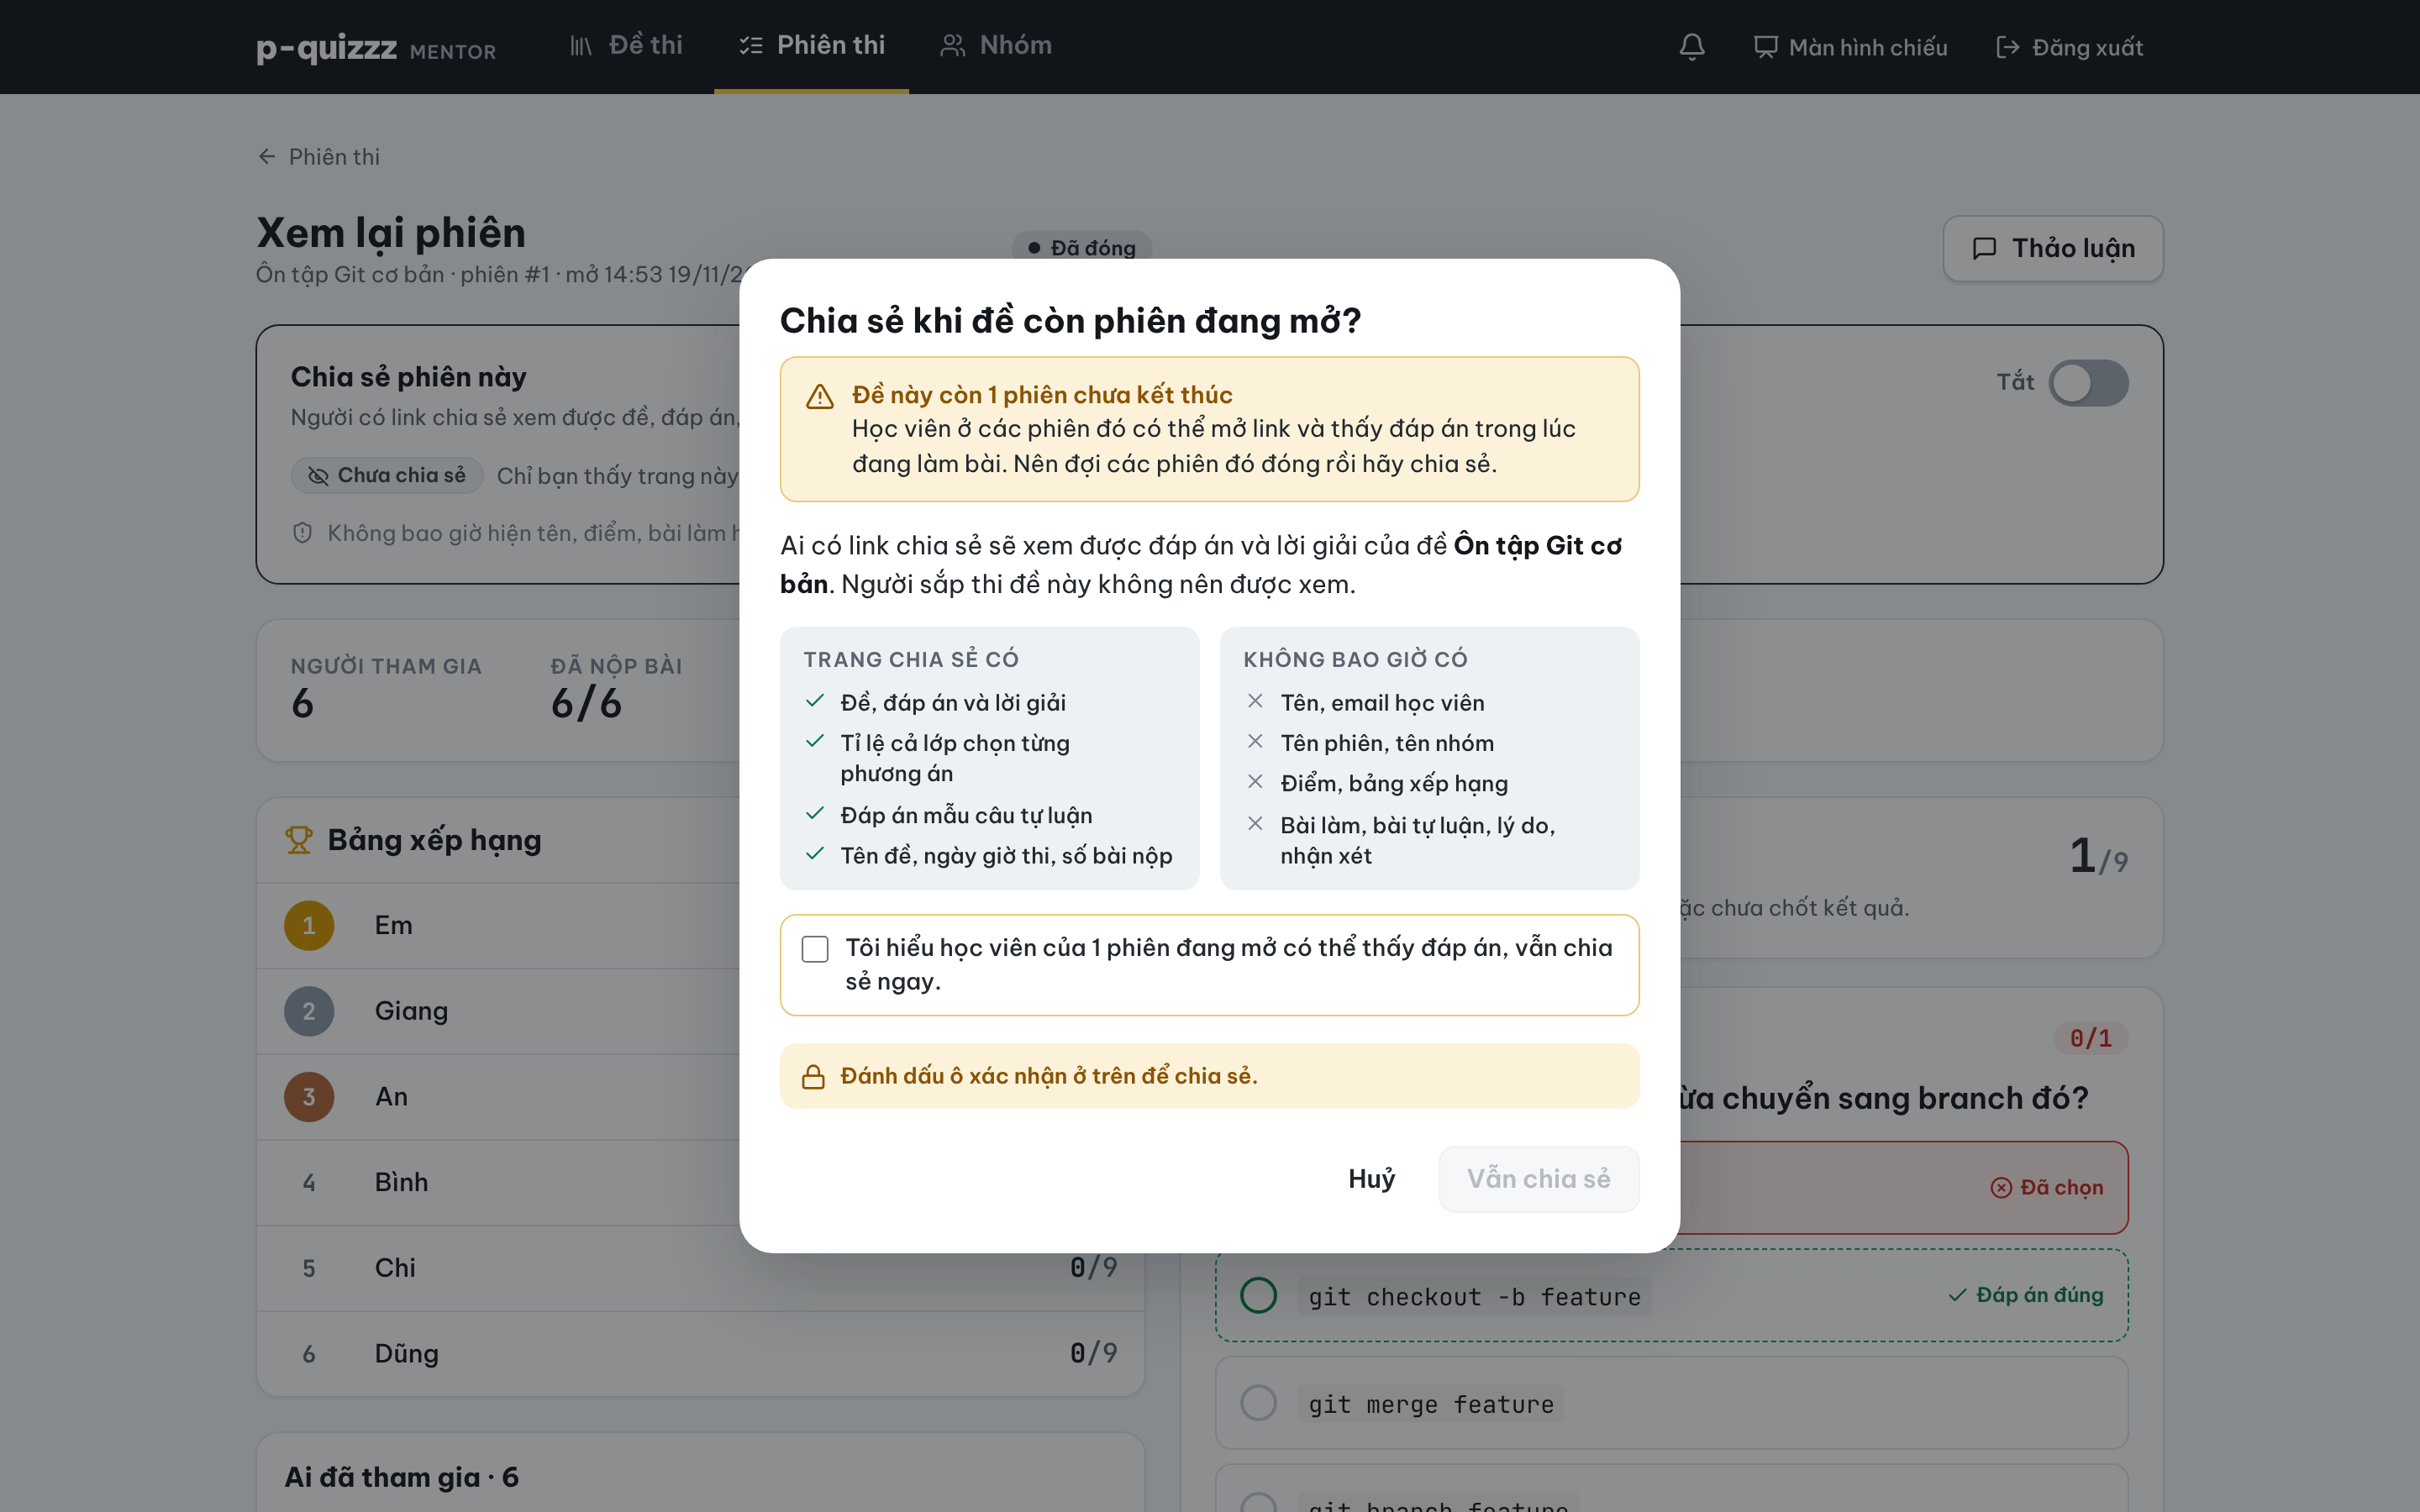 p-quizzz MENTOR
Đề thi
Phiên thi
Nhóm
Màn hình chiếu
Đăng xuất
Phiên thi
Xem lại phiên
Đã đóng
Ôn tập Git cơ bản · phiên #1 · mở 14:53 19/11/2
Thảo luận
Chia sẻ phiên này
Người có link chia sẻ xem được đề, đáp án,
Chưa chia sẻ
Chỉ bạn thấy trang này
Không bao giờ hiện tên, điểm, bài làm
Tắt
NGƯỜI THAM GIA
6
ĐÃ NỘP BÀI
6/6
Bảng xếp hạng
1 Em
2 Giang
3 An
4 Bình
5 Chi 0/9
6 Dũng 0/9
Ai đã tham gia · 6
Chia sẻ khi đề còn phiên đang mở?
Đề này còn 1 phiên chưa kết thúc
Học viên ở các phiên đó có thể mở link và thấy đáp án trong lúc
đang làm bài. Nên đợi các phiên đó đóng rồi hãy chia sẻ.
Ai có link chia sẻ sẽ xem được đáp án và lời giải của đề Ôn tập Git cơ
bản. Người sắp thi đề này không nên được xem.
TRANG CHIA SẺ CÓ
Đề, đáp án và lời giải
Tỉ lệ cả lớp chọn từng
phương án
Đáp án mẫu câu tự luận
Tên đề, ngày giờ thi, số bài nộp
KHÔNG BAO GIỜ CÓ
Tên, email học viên
Tên phiên, tên nhóm
Điểm, bảng xếp hạng
Bài làm, bài tự luận, lý do,
nhận xét
Tôi hiểu học viên của 1 phiên đang mở có thể thấy đáp án, vẫn chia
sẻ ngay.
Đánh dấu ô xác nhận ở trên để chia sẻ.
Huỷ
Vẫn chia sẻ
1/9
chưa chốt kết quả.
0/1
chuyển sang branch đó?
Đã chọn
git checkout -b feature
Đáp án đúng
git merge feature
git branch feature